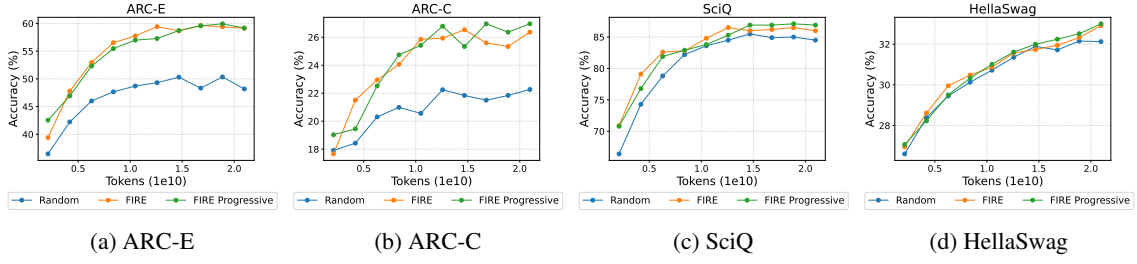 ARC-E
Accuracy (%)
60
55
50
45
40
0.5
1.0
1.5
2.0
Tokens (1e10)
Random
FIRE
FIRE Progressive
(a) ARC-E
ARC-C
Accuracy (%)
26
24
22
20
18
0.5
1.0
1.5
2.0
Tokens (1e10)
Random
FIRE
FIRE Progressive
(b) ARC-C
SciQ
Accuracy (%)
85
80
75
70
0.5
1.0
1.5
2.0
Tokens (1e10)
Random
FIRE
FIRE Progressive
(c) SciQ
HellaSwag
Accuracy (%)
32
30
28
0.5
1.0
1.5
2.0
Tokens (1e10)
Random
FIRE
FIRE Progressive
(d) HellaSwag